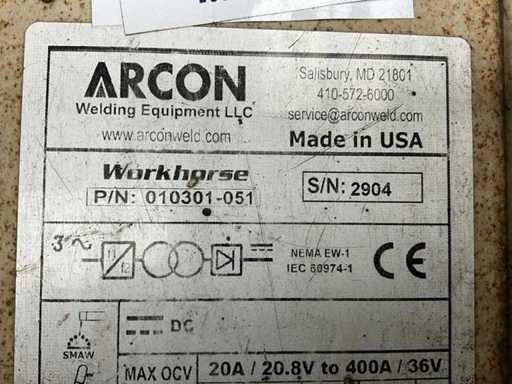 ARCON
Welding Equipment LLC
www.arconweld.com
Salisbury, MD 21801
410-572-6000
service@arconweld.com
Made in USA
Workhorse
P/N: 010301-051
S/N: 2904
3~
f1
f2
NEMA EW-1
IEC 60974-1
CE
SMAW
DC
MAX OCV
20A / 20.8V to 400A / 36V